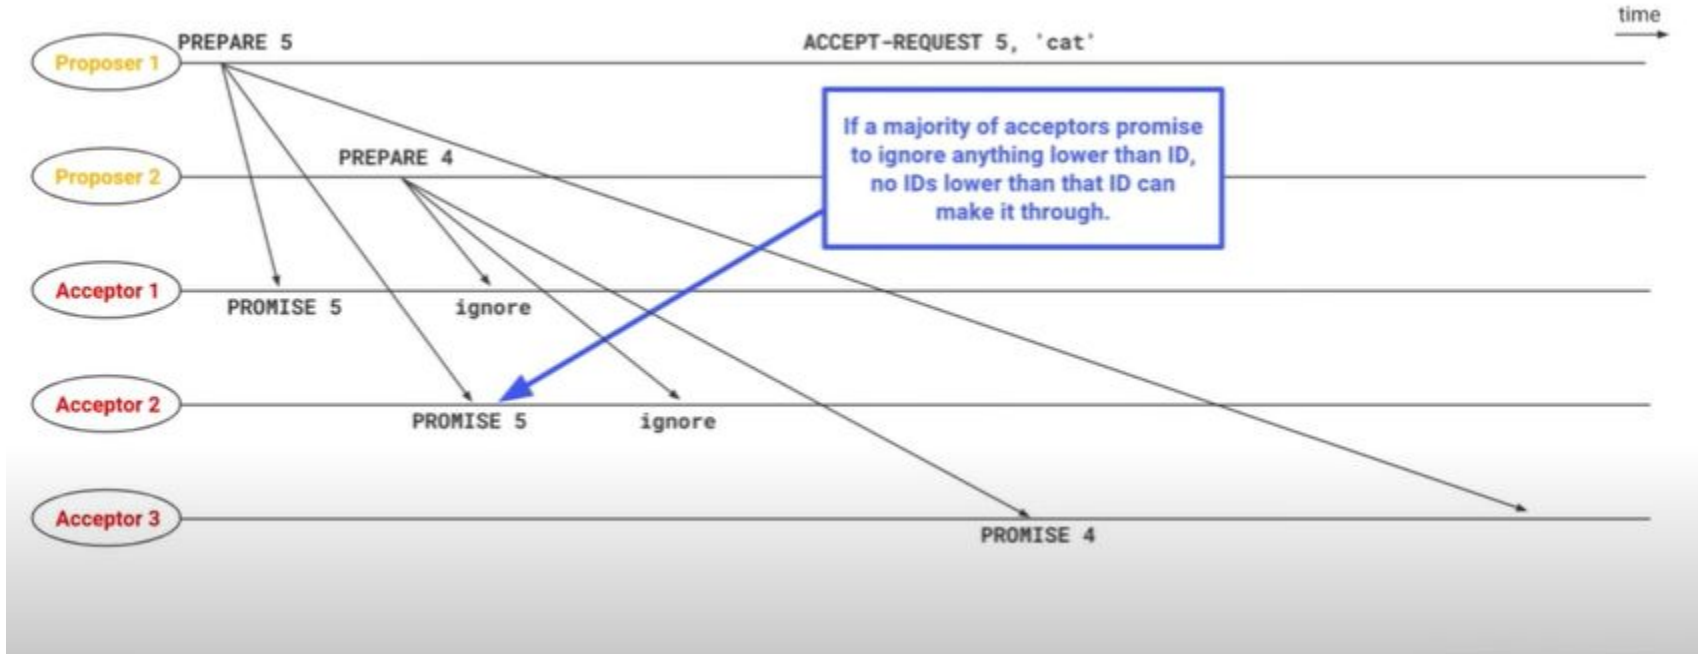 time
PREPARE 5
ACCEPT-REQUEST 5, 'cat'
Proposer 1
If a majority of acceptors promise
to ignore anything lower than ID,
no IDs lower than that ID can
make it through.
PREPARE 4
Proposer 2
Acceptor 1
PROMISE 5
ignore
Acceptor 2
PROMISE 5
ignore
Acceptor 3
PROMISE 4